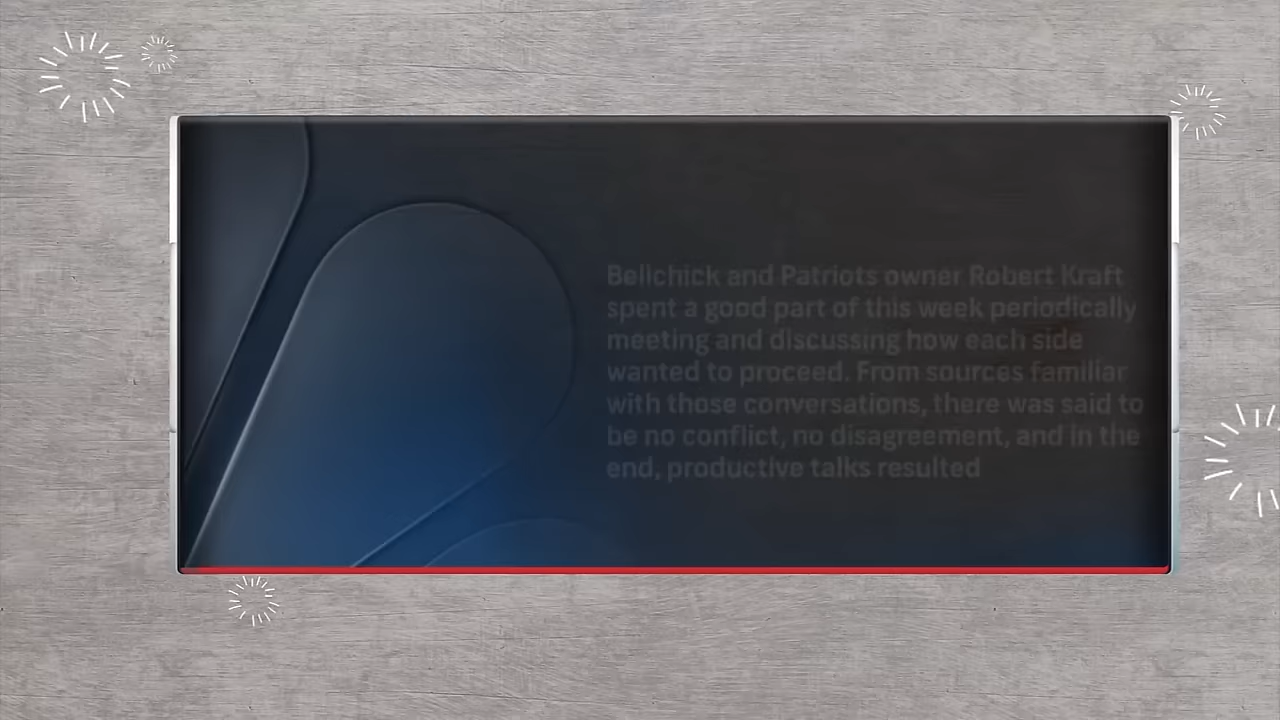 Belichick and Patriots owner Robert Kraft
spent a good part of this week periodically
meeting and discussing how each side
wanted to proceed. From sources familiar
with those conversations, there was said to
be no conflict, no disagreement, and in the
end, productive talks resulted